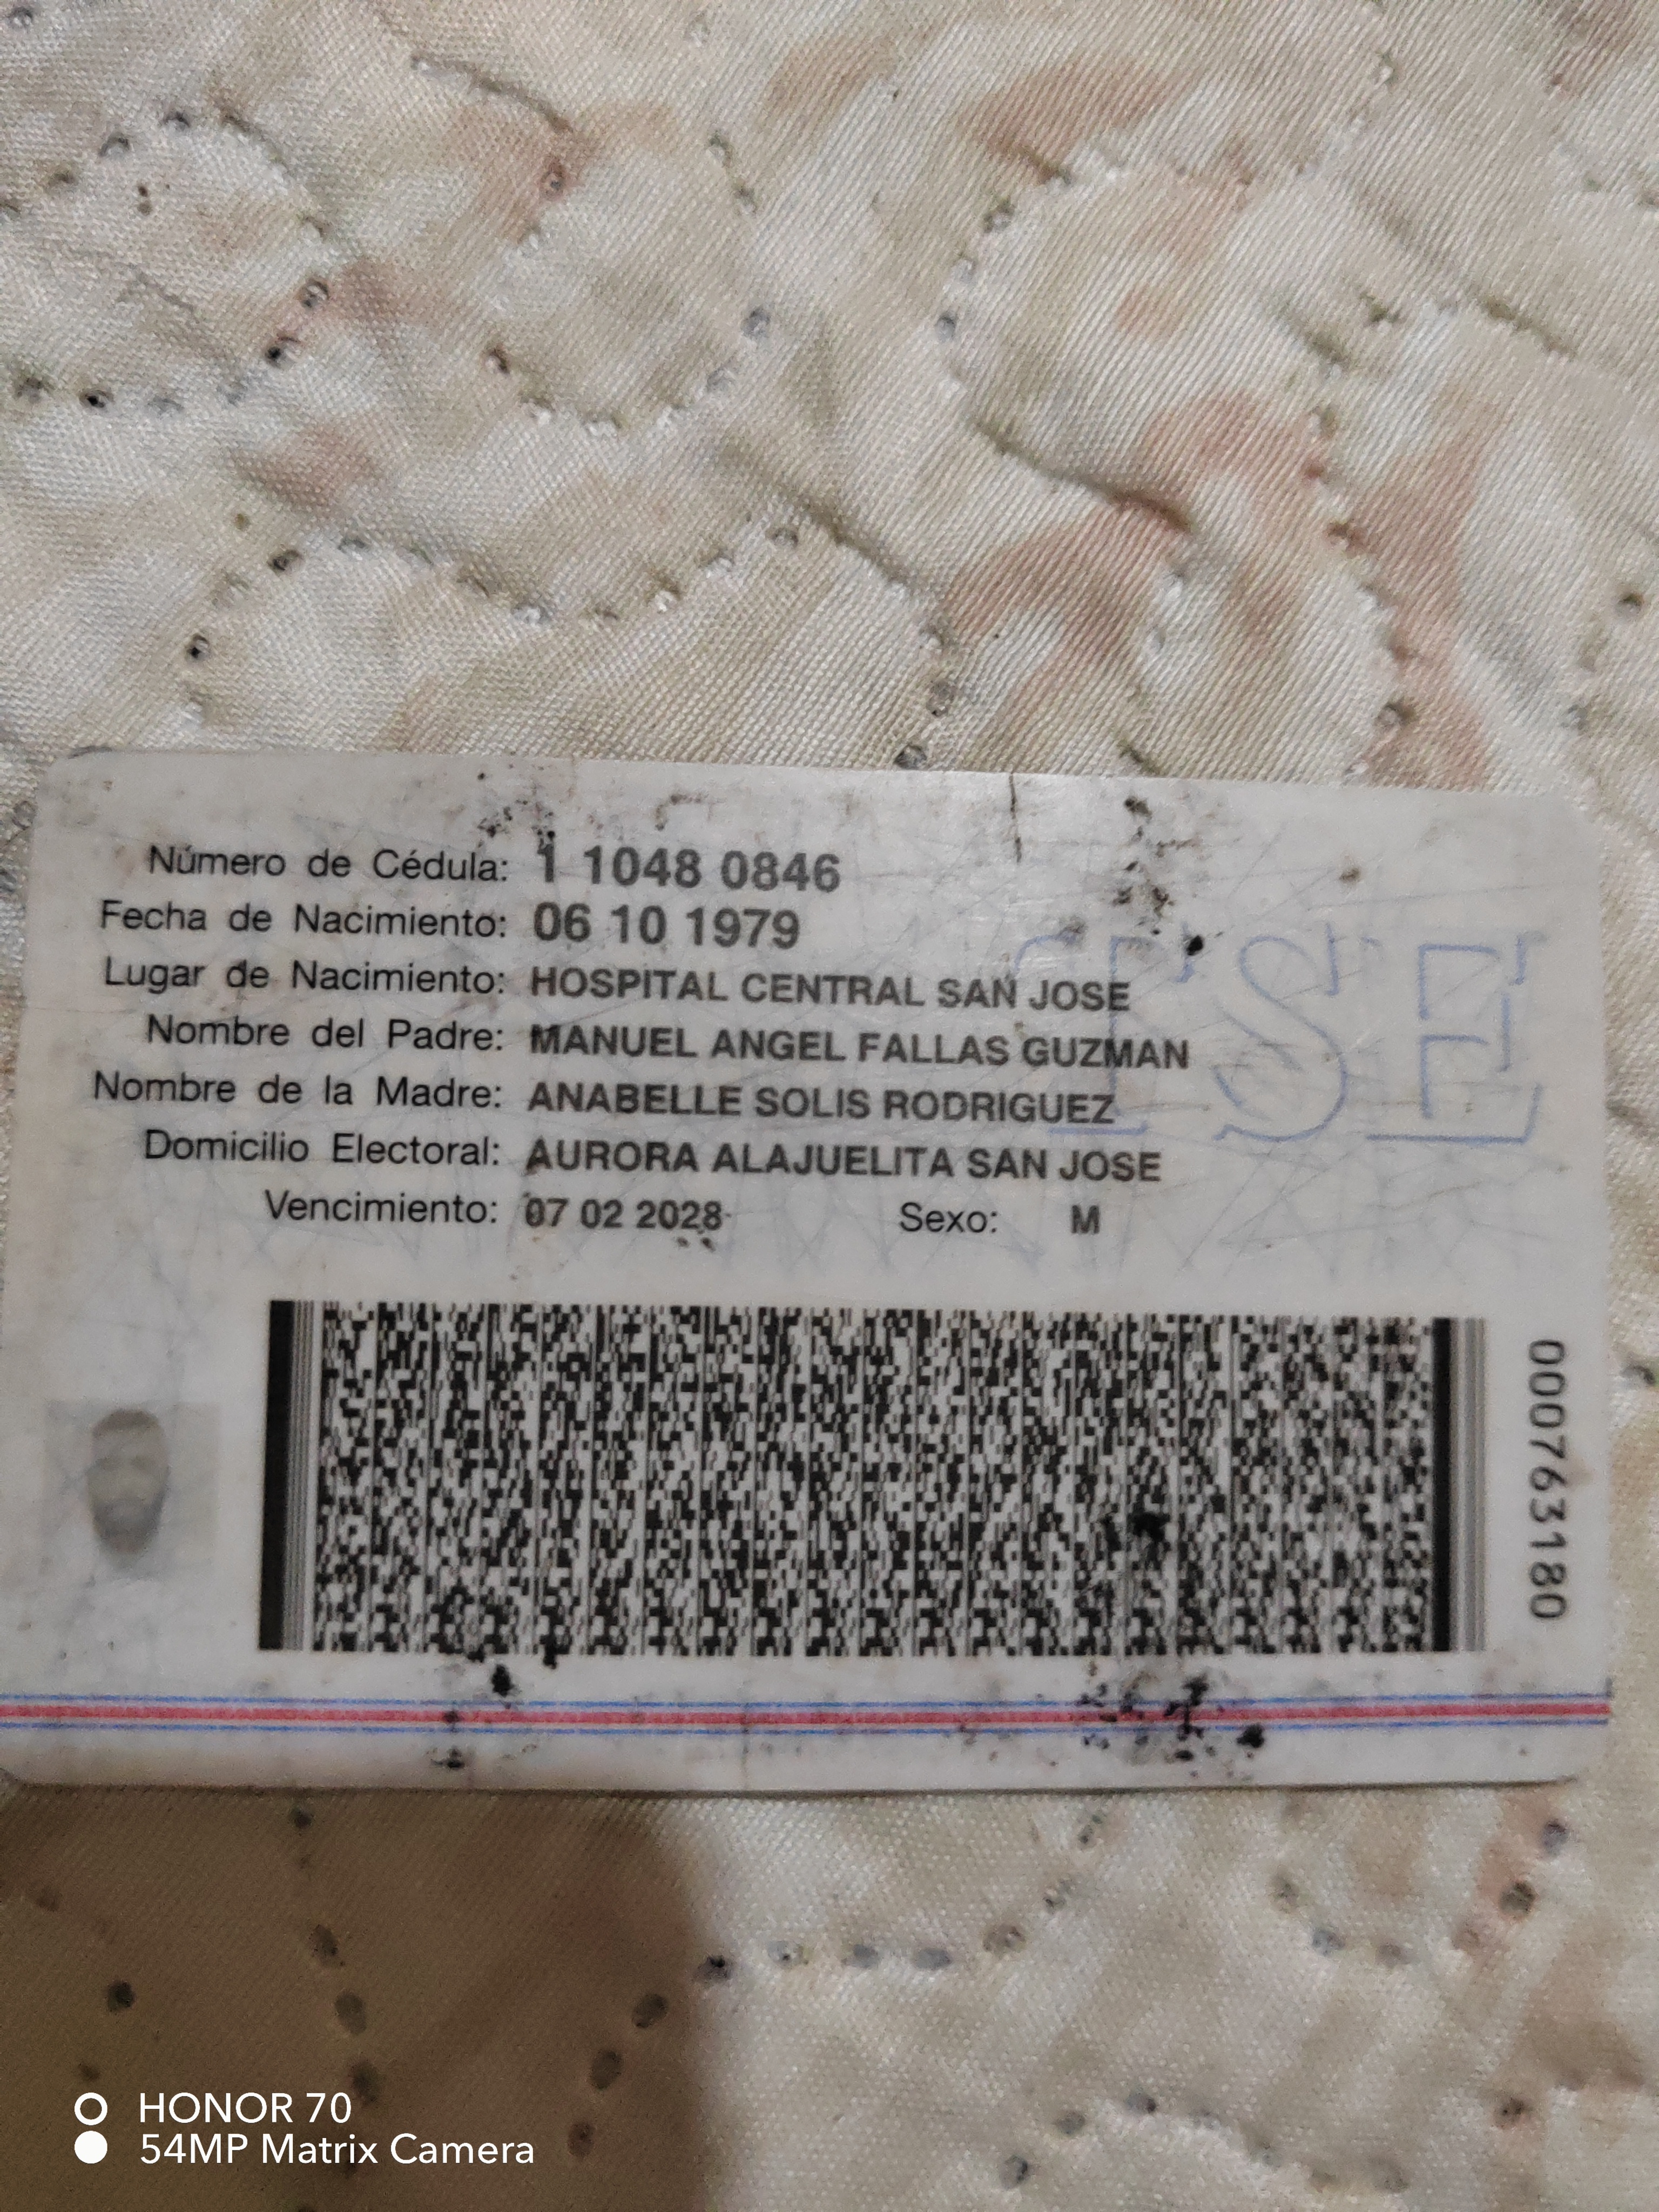 Número de Cédula: 1 1048 0846
Fecha de Nacimiento: 06 10 1979
Lugar de Nacimiento: HOSPITAL CENTRAL SAN JOSE
Nombre del Padre: MANUEL ANGEL FALLAS GUZMAN
Nombre de la Madre: ANABELLE SOLIS RODRIGUEZ
Domicilio Electoral: AURORA ALAJUELITA SAN JOSE
Vencimiento: 07 02 2028 Sexo: M
TSE
000763180
HONOR 70
54MP Matrix Camera